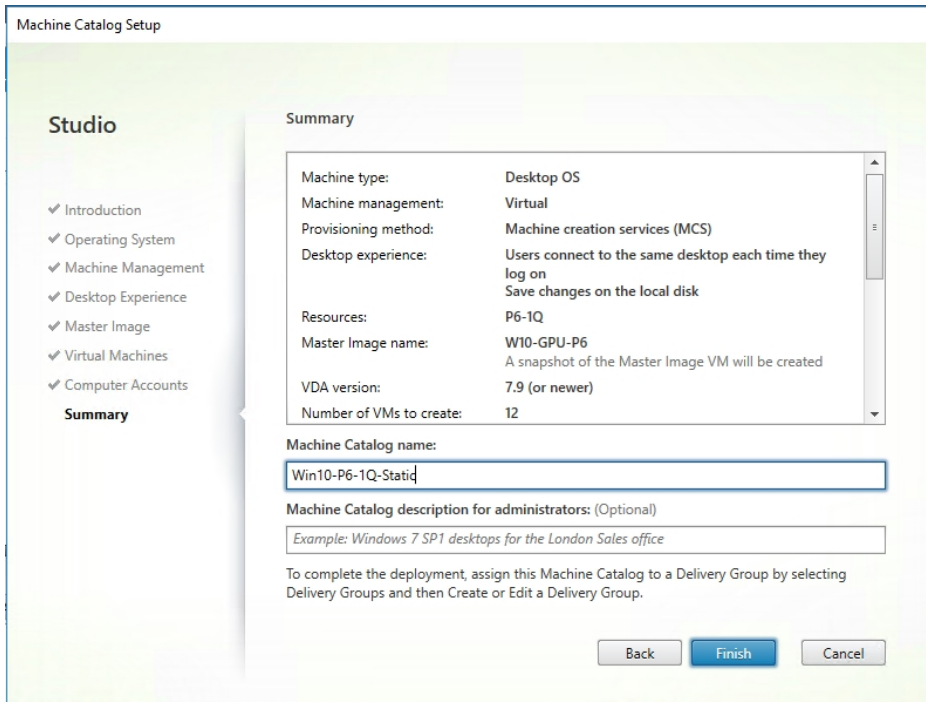 Machine Catalog Setup
Studio
✔ Introduction
✔ Operating System
✔ Machine Management
✔ Desktop Experience
✔ Master Image
✔ Virtual Machines
✔ Computer Accounts
Summary
Summary
Machine type: Desktop OS
Machine management: Virtual
Provisioning method: Machine creation services (MCS)
Desktop experience: Users connect to the same desktop each time they
log on
Save changes on the local disk
Resources: P6-1Q
Master Image name: W10-GPU-P6
A snapshot of the Master Image VM will be created
VDA version: 7.9 (or newer)
Number of VMs to create: 12
Machine Catalog name:
Win10-P6-1Q-Static
Machine Catalog description for administrators: (Optional)
Example: Windows 7 SP1 desktops for the London Sales office
To complete the deployment, assign this Machine Catalog to a Delivery Group by selecting
Delivery Groups and then Create or Edit a Delivery Group.
Back Finish Cancel